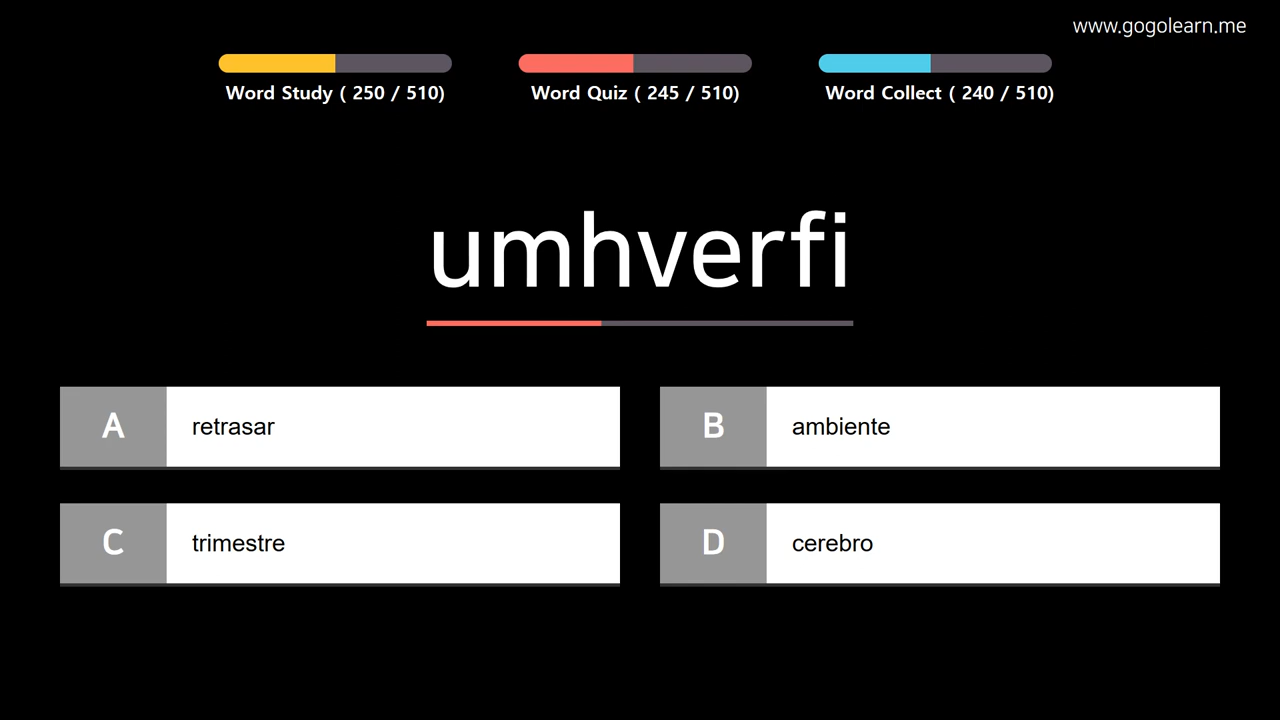 www.gogolearn.me
Word Study ( 250 / 510)
Word Quiz ( 245 / 510)
Word Collect ( 240 / 510)
umhverfi
A
retrasar
B
ambiente
C
trimestre
D
cerebro